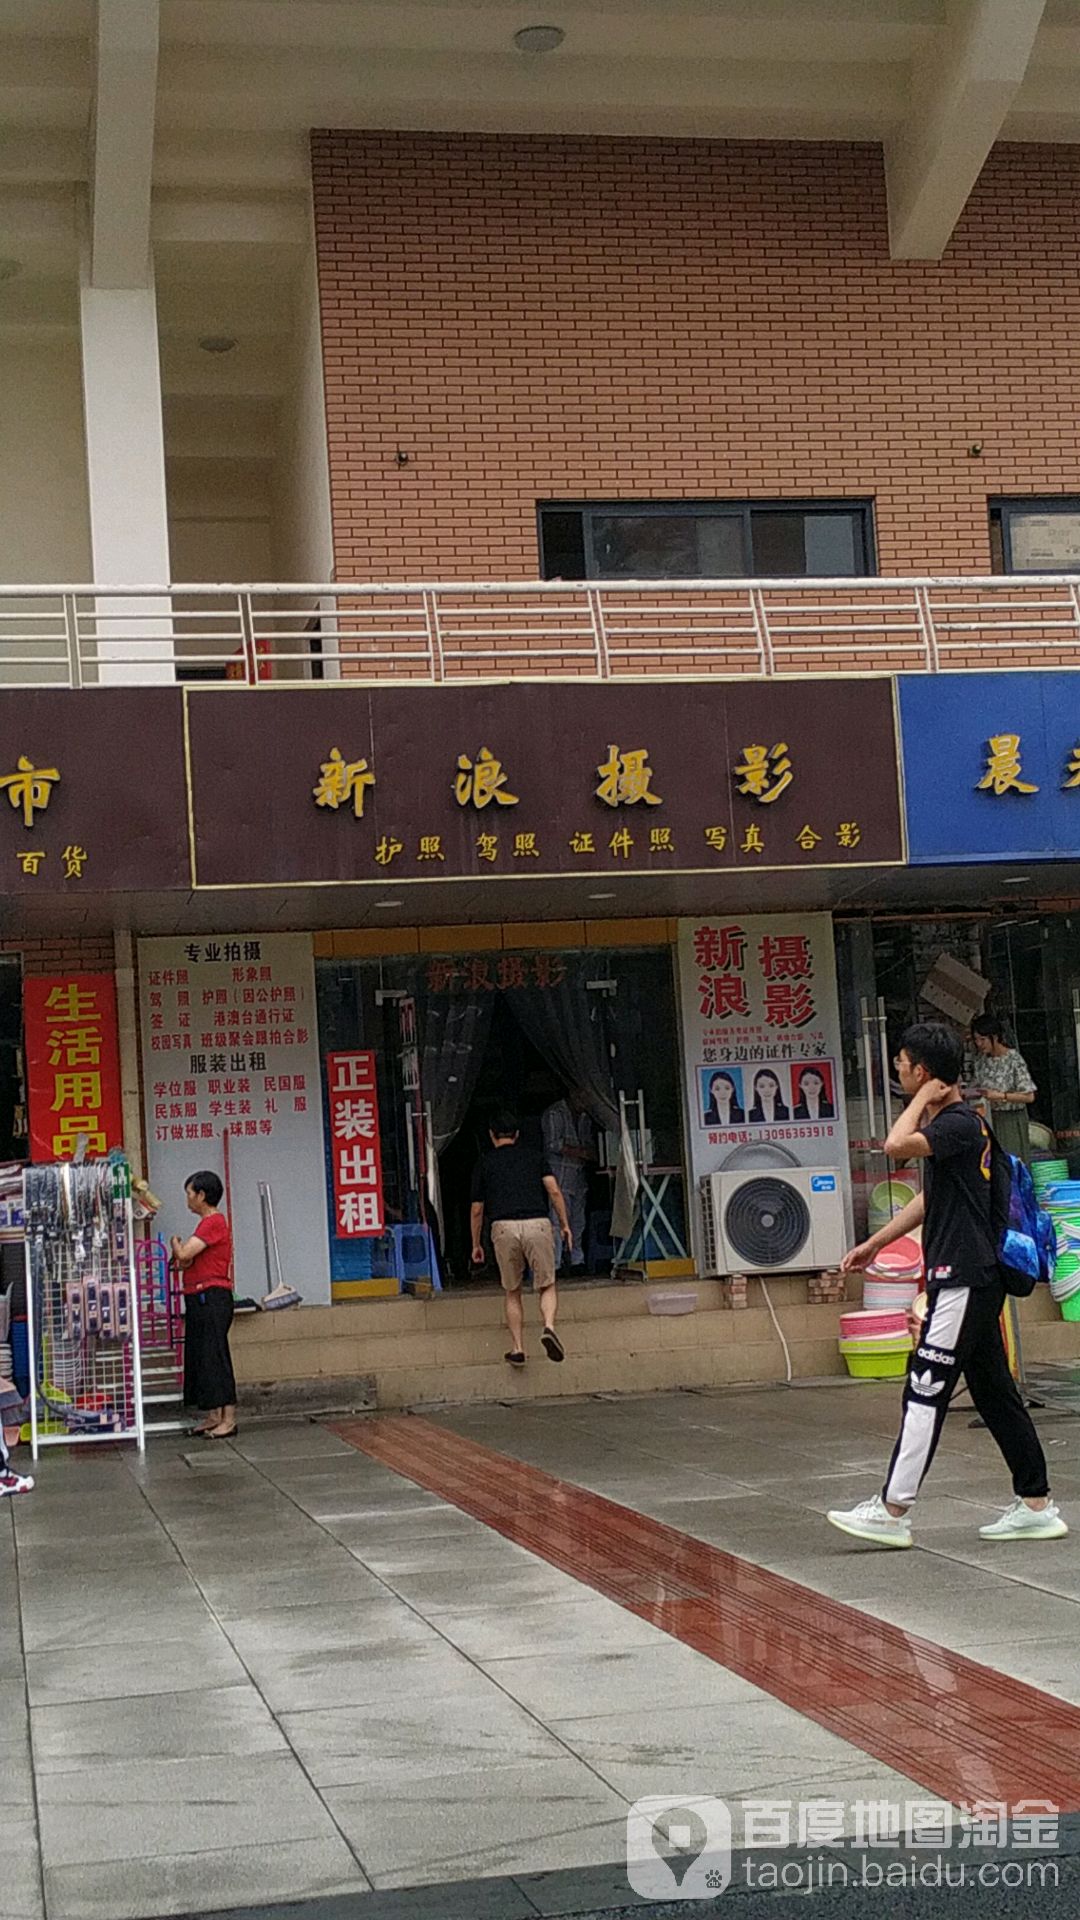 市
百货
新浪摄影
护照 驾照 证件照 写真 合影
晨
专业拍摄
证件照 形象照
驾照 护照(因公护照)
签证 港澳台通行证
校园写真 班级聚会跟拍合影
服装出租
学位服 职业装 民国服
民族服 学生装 礼服
订做班服、球服等
生活用品
正装出租
新浪摄影
新浪摄影
您身边的证件专家
预约电话:13096363918
Midea
adidas
百度地图淘金
taojin.baidu.com